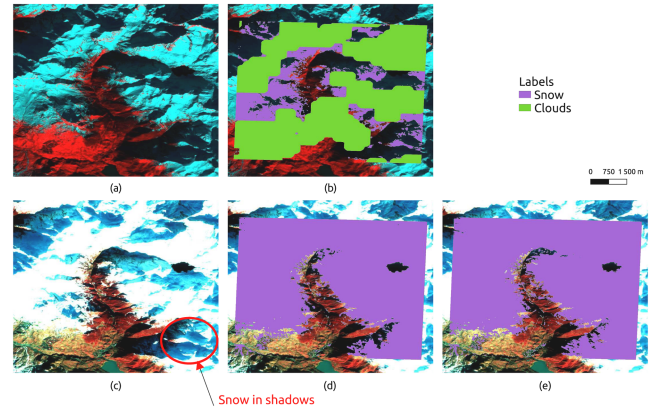 Labels
Snow
Clouds
0 750 1 500 m
(a)
(b)
(c)
(d)
(e)
Snow in shadows